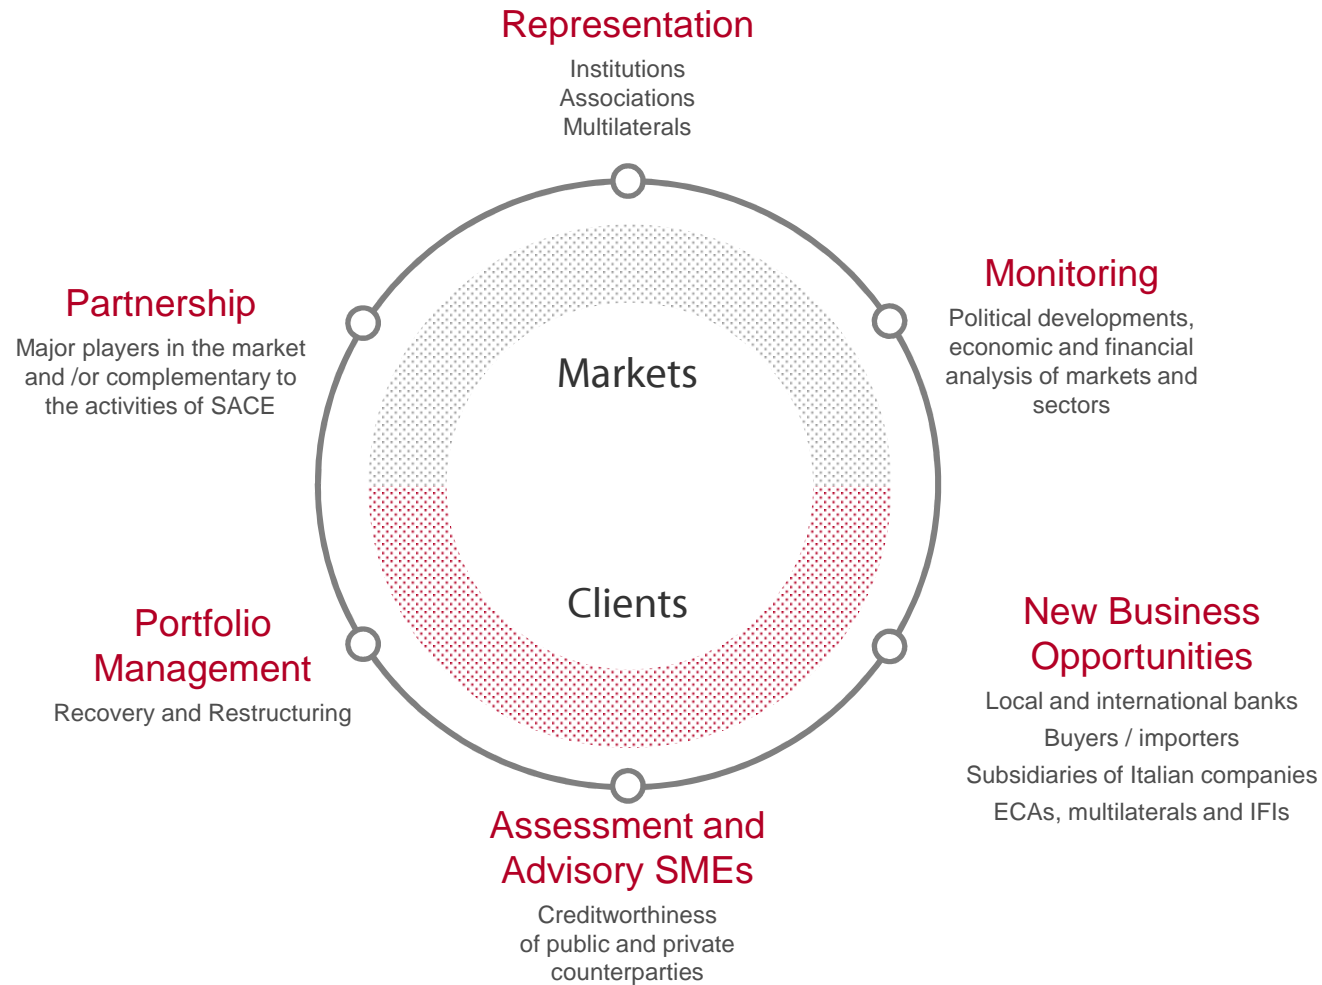 Representation
Institutions
Associations
Multilaterals
Monitoring
Political developments,
economic and financial
analysis of markets and
sectors
Partnership
Major players in the market
and /or complementary to
the activities of SACE
Markets
Clients
Portfolio
Management
Recovery and Restructuring
New Business
Opportunities
Local and international banks
Buyers / importers
Subsidiaries of Italian companies
ECAs, multilaterals and IFIs
Assessment and
Advisory SMEs
Creditworthiness
of public and private
counterparties